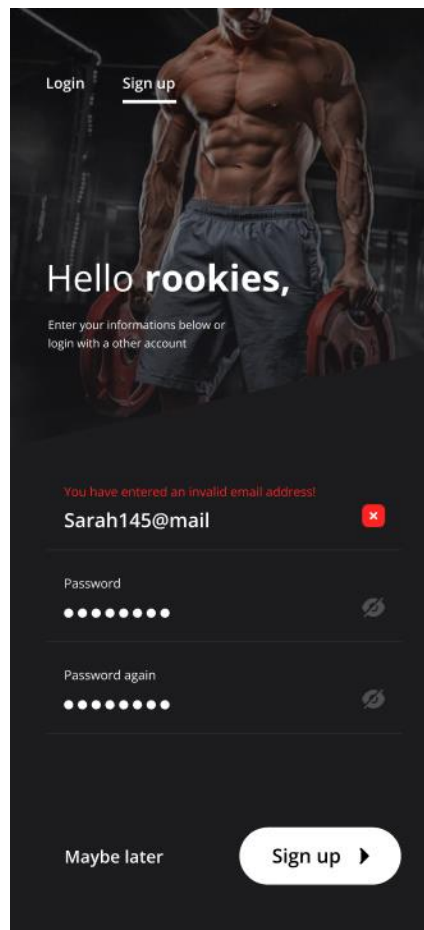 Login Sign up
Hello rookies,
Enter your informations below or
login with a other account
You have entered an invalid email address!
Sarah145@mail
Password
Password again
Maybe later Sign up